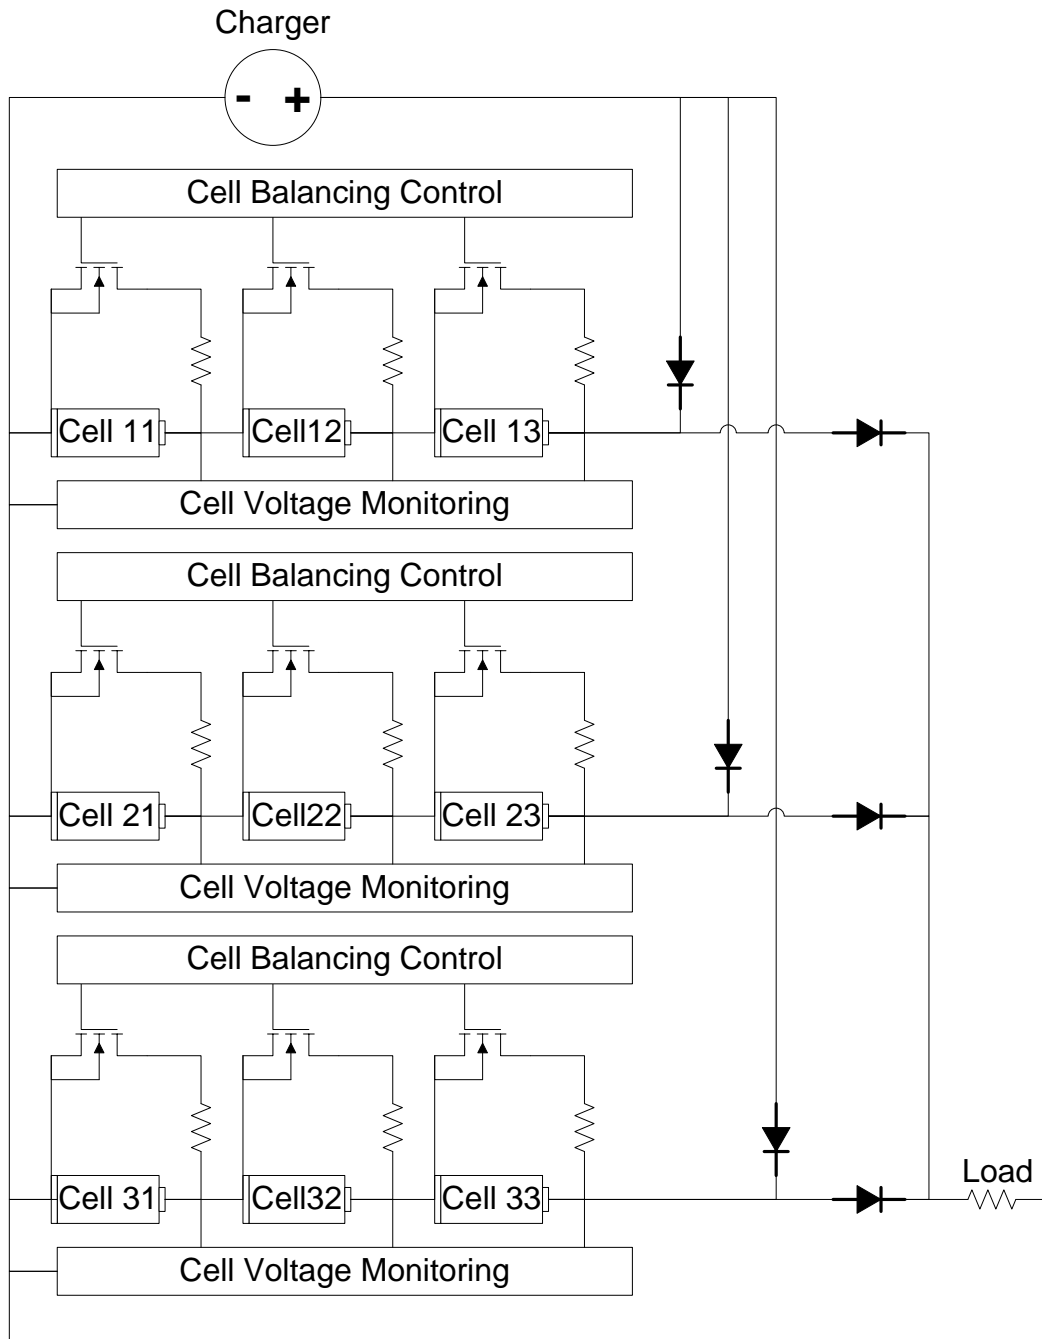 Charger
- +
Cell Balancing Control
Cell 11 Cell12 Cell 13
Cell Voltage Monitoring
Cell Balancing Control
Cell 21 Cell22 Cell 23
Cell Voltage Monitoring
Cell Balancing Control
Cell 31 Cell32 Cell 33
Load
Cell Voltage Monitoring